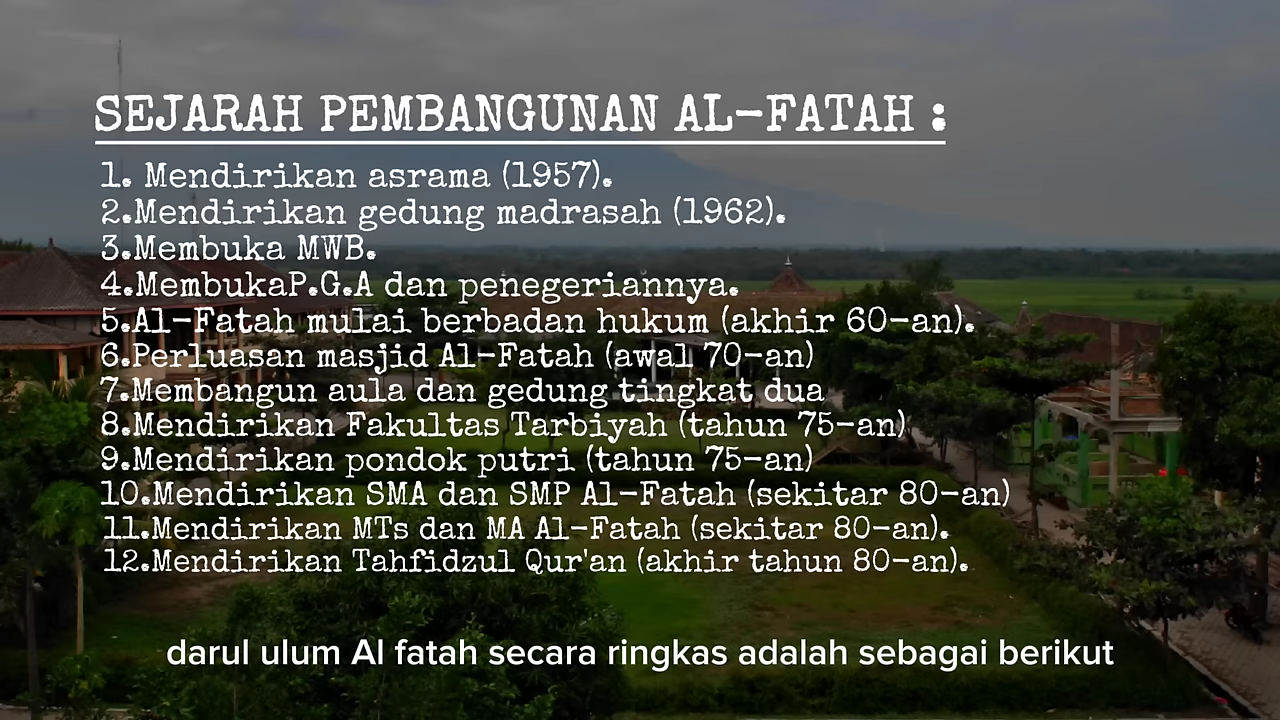 SEJARAH PEMBANGUNAN AL-FATAH :
1. Mendirikan asrama (1957).
2.Mendirikan gedung madrasah (1962).
3.Membuka MWB.
4.MembukaP.G.A dan penegeriannya.
5.Al-Fatah mulai berbadan hukum (akhir 60-an).
6.Perluasan masjid Al-Fatah (awal 70-an)
7.Membangun aula dan gedung tingkat dua
8.Mendirikan Fakultas Tarbiyah (tahun 75-an)
9.Mendirikan pondok putri (tahun 75-an)
10.Mendirikan SMA dan SMP Al-Fatah (sekitar 80-an)
11.Mendirikan MTs dan MA Al-Fatah (sekitar 80-an).
12.Mendirikan Tahfidzul Qur'an (akhir tahun 80-an).
darul ulum Al fatah secara ringkas adalah sebagai berikut